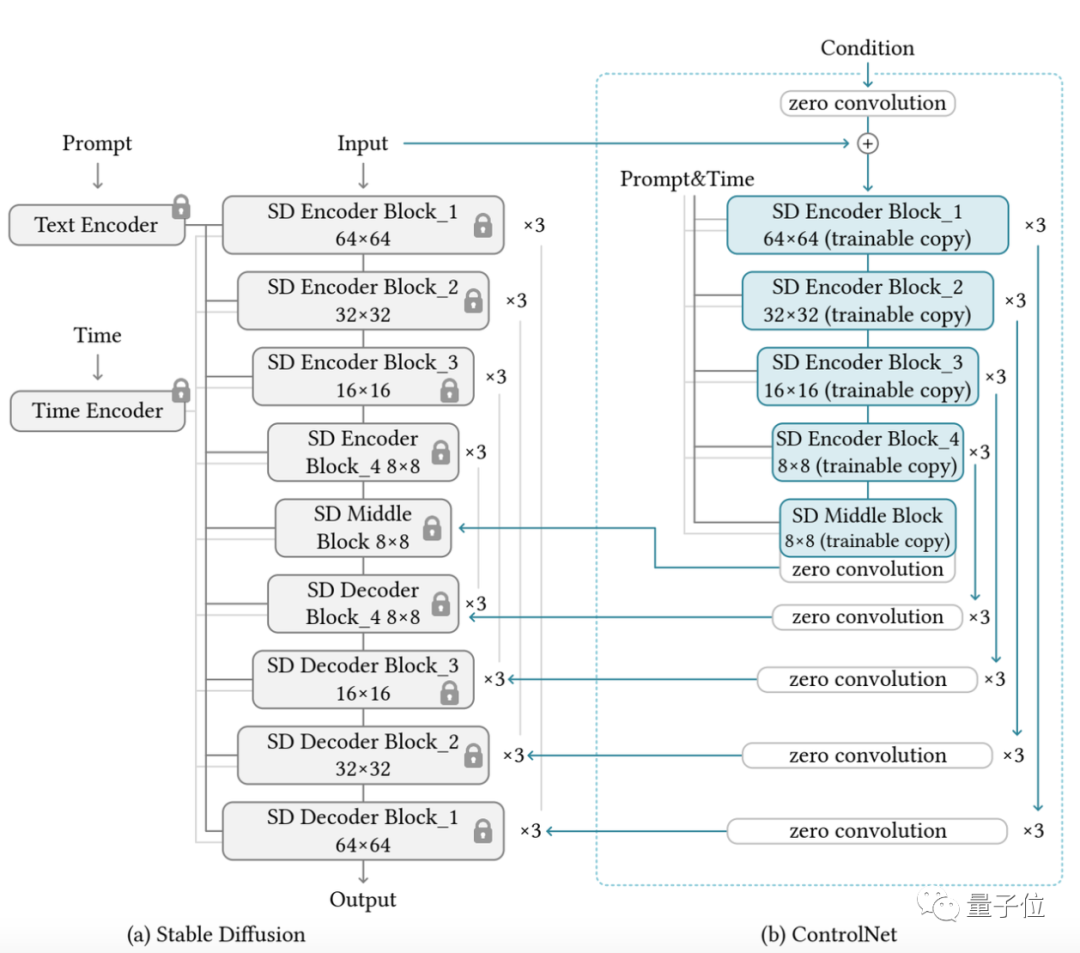 Condition
zero convolution
Prompt
Input
+
Prompt&Time
Text Encoder
SD Encoder Block_1
64×64
×3
SD Encoder Block_1
64×64 (trainable copy)
×3
SD Encoder Block_2
32×32
×3
SD Encoder Block_2
32×32 (trainable copy)
×3
Time
SD Encoder Block_3
16×16
×3
SD Encoder Block_3
16×16 (trainable copy)
×3
Time Encoder
SD Encoder
Block_4 8×8
×3
SD Encoder Block_4
8×8 (trainable copy)
×3
SD Middle
Block 8×8
SD Middle Block
8×8 (trainable copy)
zero convolution
SD Decoder
Block_4 8×8
×3
zero convolution
×3
SD Decoder Block_3
16×16
×3
zero convolution
×3
SD Decoder Block_2
32×32
×3
zero convolution
×3
SD Decoder Block_1
64×64
×3
zero convolution
×3
Output
量子位
(a) Stable Diffusion
(b) ControlNet